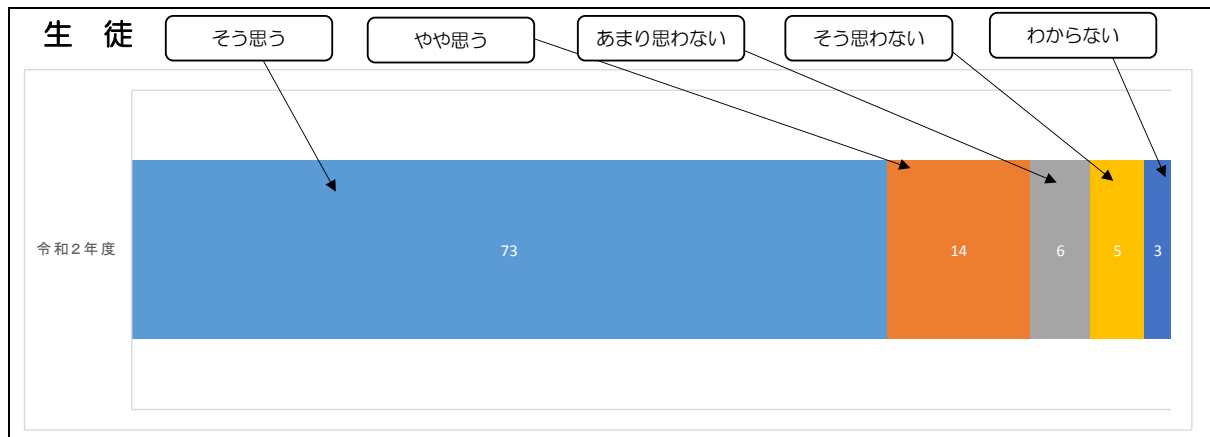 生 徒
そう思う
やや思う
あまり思わない
そう思わない
わからない
令和2年度
73
14
6
5
3